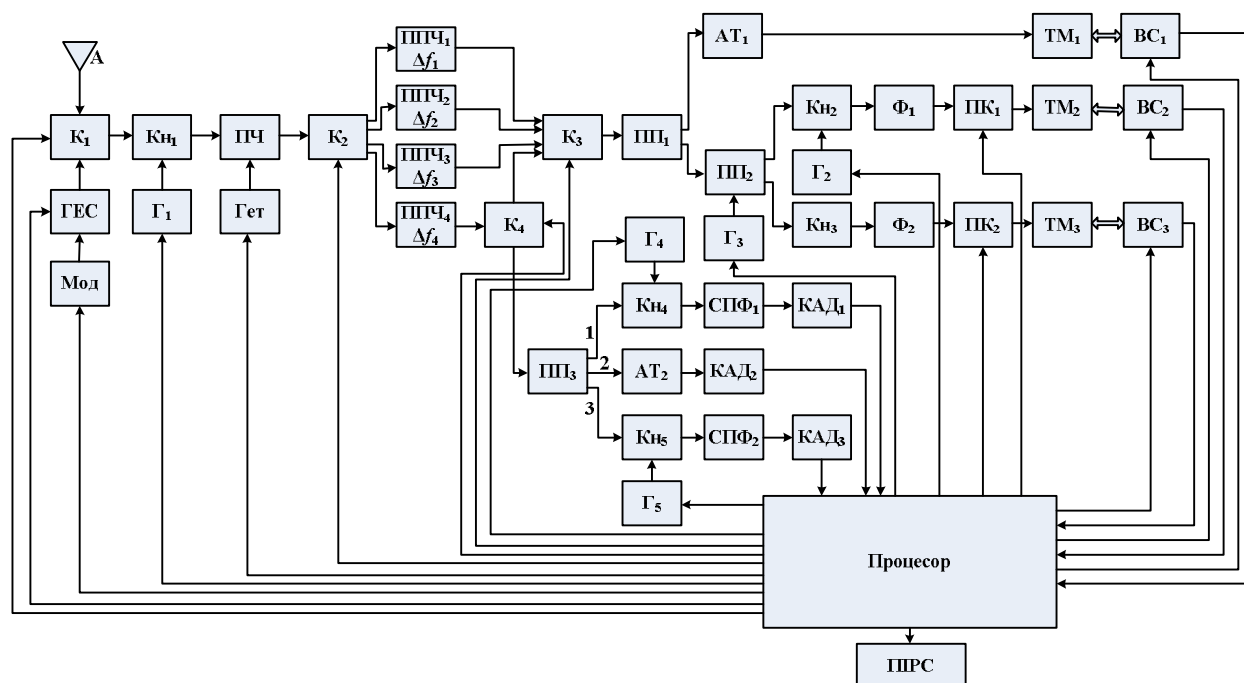 А
К₁
Кн₁
ПЧ
К₂
ППЧ₁
Δf₁
ППЧ₂
Δf₂
ППЧ₃
Δf₃
ППЧ₄
Δf₄
К₃
К₄
ПП₁
АТ₁
ТМ₁
ВС₁
Кн₂
Ф₁
ПК₁
ТМ₂
ВС₂
ПП₂
Г₂
Г₃
Кн₃
Ф₂
ПК₂
ТМ₃
ВС₃
ГЕС
Г₁
Гет
Мод
Г₄
Кн₄
СПФ₁
КАД₁
1
ПП₃
2
АТ₂
КАД₂
3
Кн₅
СПФ₂
КАД₃
Г₅
Процесор
ПІРС